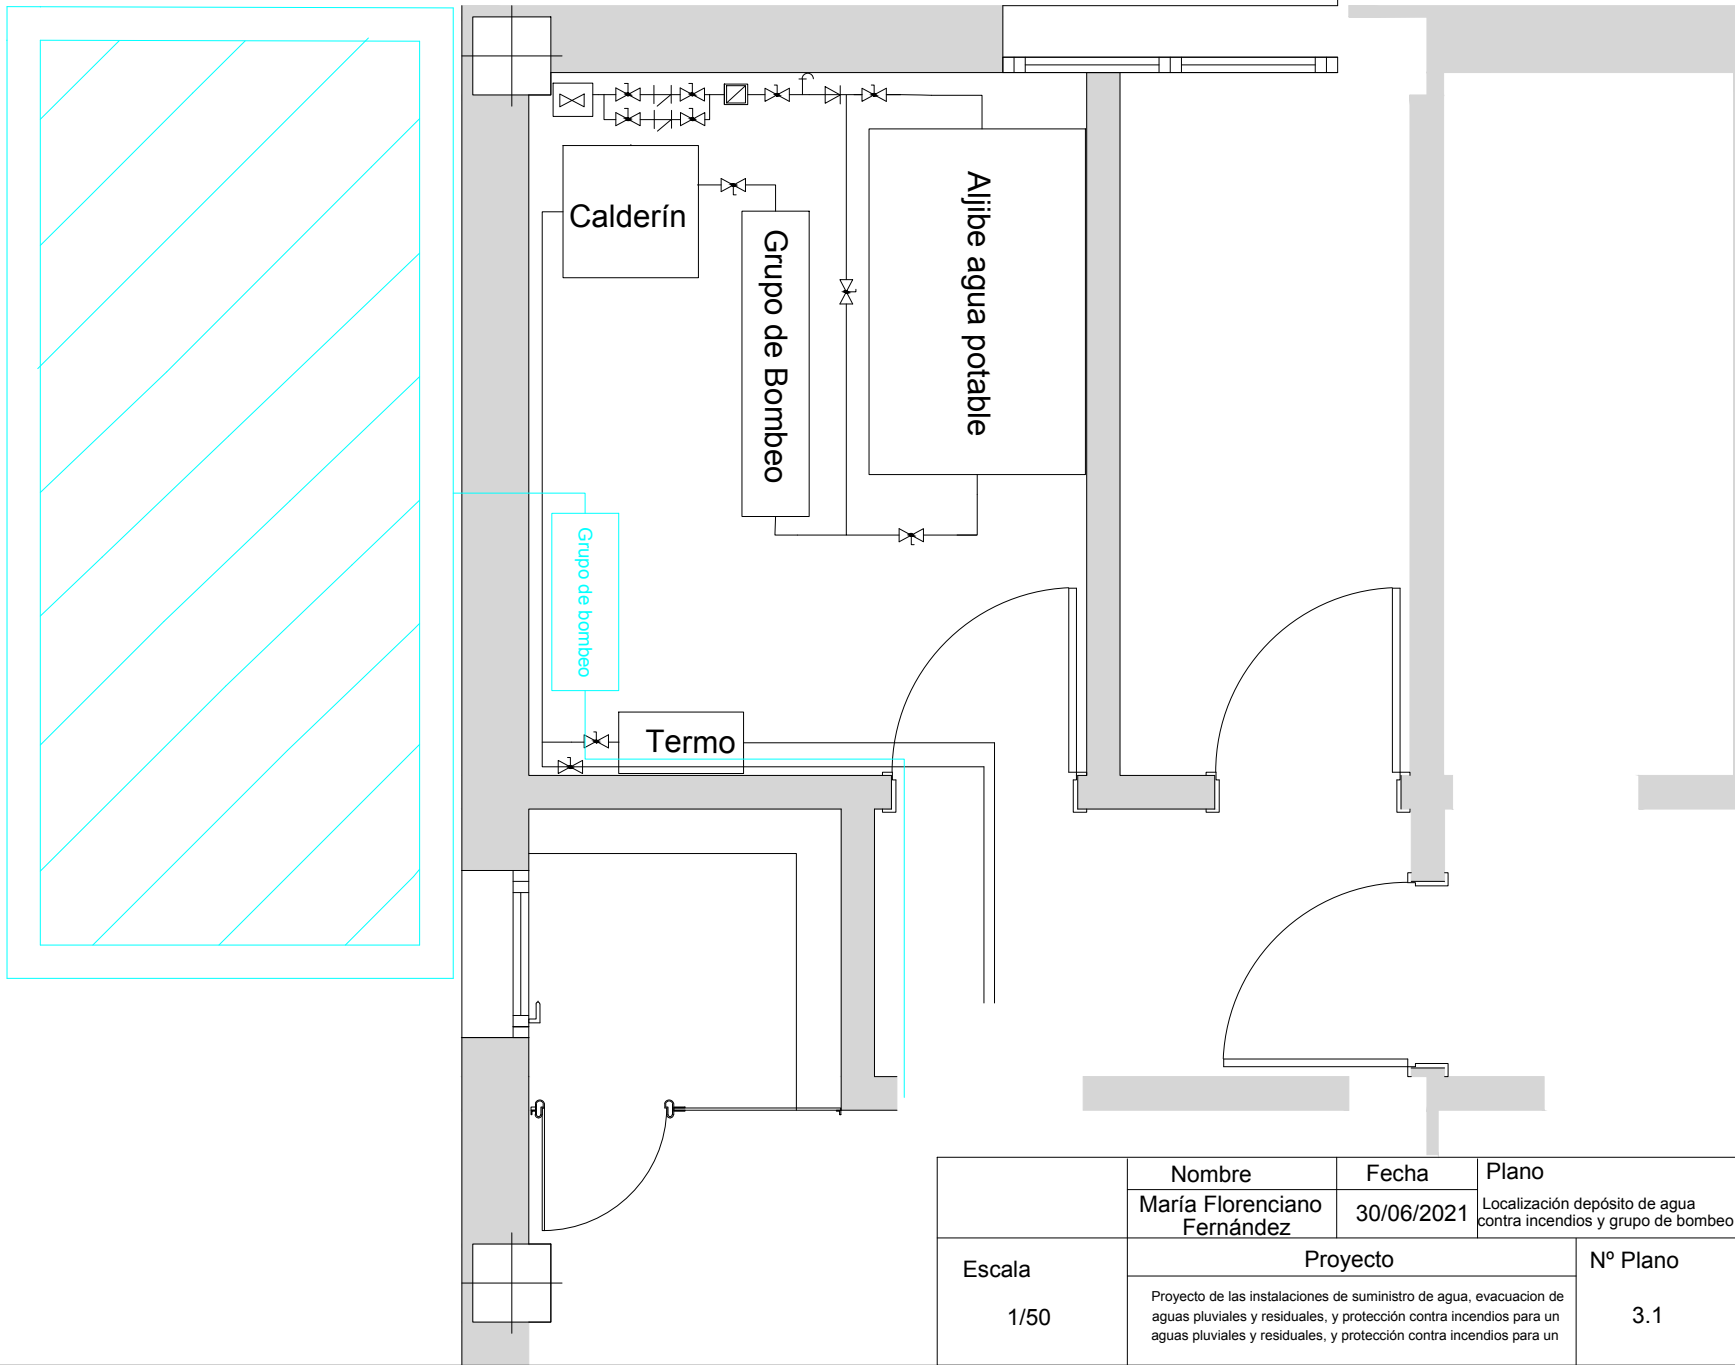 Calderín
Grupo de Bombeo
Aljibe agua potable
Grupo de bombeo
Termo
Nombre
Fecha
Plano
María Florenciano
Fernández
30/06/2021
Localización depósito de agua
contra incendios y grupo de bombeo
Escala
1/50
Proyecto
Proyecto de las instalaciones de suministro de agua, evacuacion de
aguas pluviales y residuales, y protección contra incendios para un
aguas pluviales y residuales, y protección contra incendios para un
Nº Plano
3.1